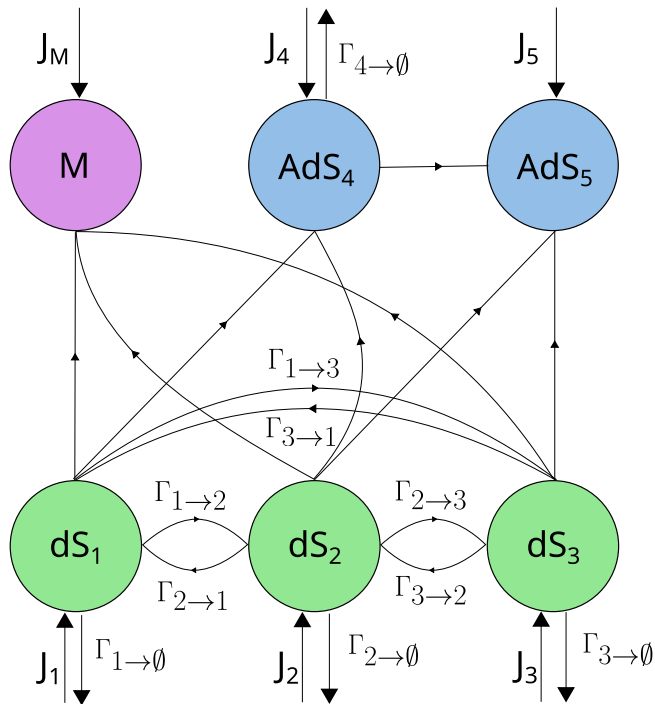 J_M
J_4
Γ_{4→∅}
J_5
M
AdS_4
AdS_5
Γ_{1→3}
Γ_{3→1}
Γ_{1→2}
Γ_{2→3}
dS_1
dS_2
dS_3
Γ_{2→1}
Γ_{3→2}
J_1
Γ_{1→∅}
J_2
Γ_{2→∅}
J_3
Γ_{3→∅}